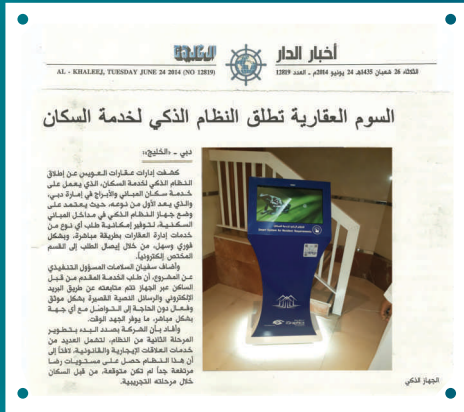 أخبار الدار
الخليج
الثلاثاء 26 شعبان 1435هـ 24 يونيو 2014م - العدد 12819
AL - KHALEEJ, TUESDAY JUNE 24 2014 (NO 12819)
السوم العقارية تطلق النظام الذكي لخدمة السكان
دبي - «الخليج»:
كشفت إدارات عقارات العويس عن إطلاق
النظام الذكي لخدمة السكان، الذي يعمل على
خدمة سكان المباني والأبراج في إمارة دبي،
والذي يعد الأول من نوعه، حيث يعتمد على
وضع جهاز النظام الذكي في مداخل المباني
السكنية، لتوفير إمكانية طلب أي نوع من
خدمات إدارة العقارات بطريقة مباشرة، وبشكل
فوري وسهل، من خلال إيصال الطلب إلى القسم
المختص إلكترونياً.
وأضاف سفيان السلامات المسؤول التنفيذي
عن المشروع، أن طلب الخدمة المقدم من قبل
الساكن عبر الجهاز تتم متابعته عن طريق البريد
الإلكتروني والرسائل النصية القصيرة بشكل موثق
وفعال دون الحاجة إلى التواصل مع أي جهة
بشكل مباشر، ما يوفر الجهد الوقت.
وأفاد بأن الشركة بصدد البدء بتطوير
المرحلة الثانية من النظام، لتشمل العديد من
خدمات العلاقات الإيجارية والقانونية، لافتاً إلى
أن هذا النظام حصل على مستويات رضا
مرتفعة جداً لم تكن متوقعة، من قبل السكان
خلال مرحلته التجريبية.
الجهاز الذكي